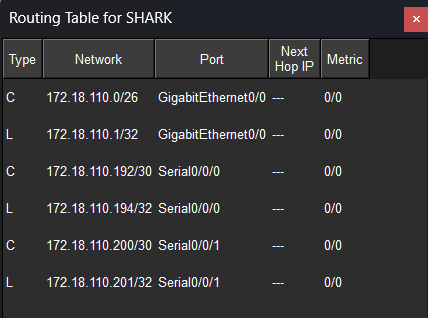 Routing Table for SHARK
Type Network Port Next Hop IP Metric
C 172.18.110.0/26 GigabitEthernet0/0 --- 0/0
L 172.18.110.1/32 GigabitEthernet0/0 --- 0/0
C 172.18.110.192/30 Serial0/0/0 --- 0/0
L 172.18.110.194/32 Serial0/0/0 --- 0/0
C 172.18.110.200/30 Serial0/0/1 --- 0/0
L 172.18.110.201/32 Serial0/0/1 --- 0/0